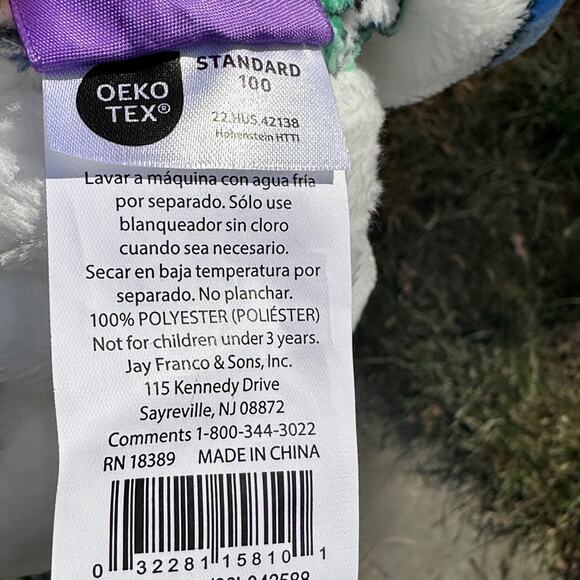 OEKO
TEX®
STANDARD
100
22.HUS.42138
Hohenstein HTTI
Lavar a máquina con agua fría
por separado. Sólo use
blanqueador sin cloro
cuando sea necesario.
Secar en baja temperatura por
separado. No planchar.
100% POLYESTER (POLIÉSTER)
Not for children under 3 years.
Jay Franco & Sons, Inc.
115 Kennedy Drive
Sayreville, NJ 08872
Comments 1-800-344-3022
RN 18389 MADE IN CHINA
0 32281 15810 1